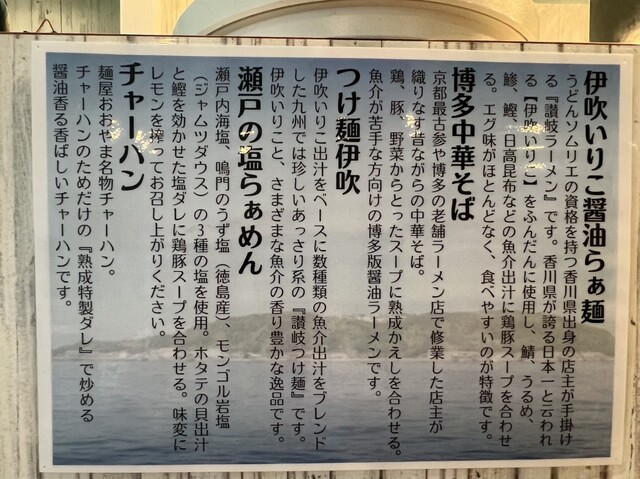 伊吹いりこ醤油らぁ麺
うどんソムリエの資格を持つ香川県出身の店主が手掛け
る『讃岐ラーメン』です。香川県が誇る日本一と云われ
る【伊吹いりこ】をふんだんに使用し、鯖、うるめ、
鯵、鰹、日高昆布などの魚介出汁に鶏豚スープを合わせ
る。エグ味がほとんどなく、食べやすいのが特徴です。
博多中華そば
京都最古参や博多の老舗ラーメン店で修業した店主が
織りなす昔ながらの中華そば。
鶏、豚、野菜からとったスープに熟成かえしを合わせる。
魚介が苦手な方向けの博多版醤油ラーメンです。
つけ麺伊吹
伊吹いりこ出汁をベースに数種類の魚介出汁をブレンド
した九州では珍しいあっさり系の『讃岐つけ麺』です。
伊吹いりこと、さまざまな魚介の香り豊かな逸品です。
瀬戸の塩らぁめん
瀬戸内海塩、鳴門のうず塩（徳島産）、モンゴル岩塩
（ジャムツダウス）の3種の塩を使用。ホタテの貝出汁
と鰹を効かせた塩ダレに鶏豚スープを合わせる。味変に
レモンを搾ってお召し上がりください。
チャーハン
麺屋おおやま名物チャーハン。
チャーハンのためだけの『熟成特製ダレ』で炒める
醤油香る香ばしいチャーハンです。